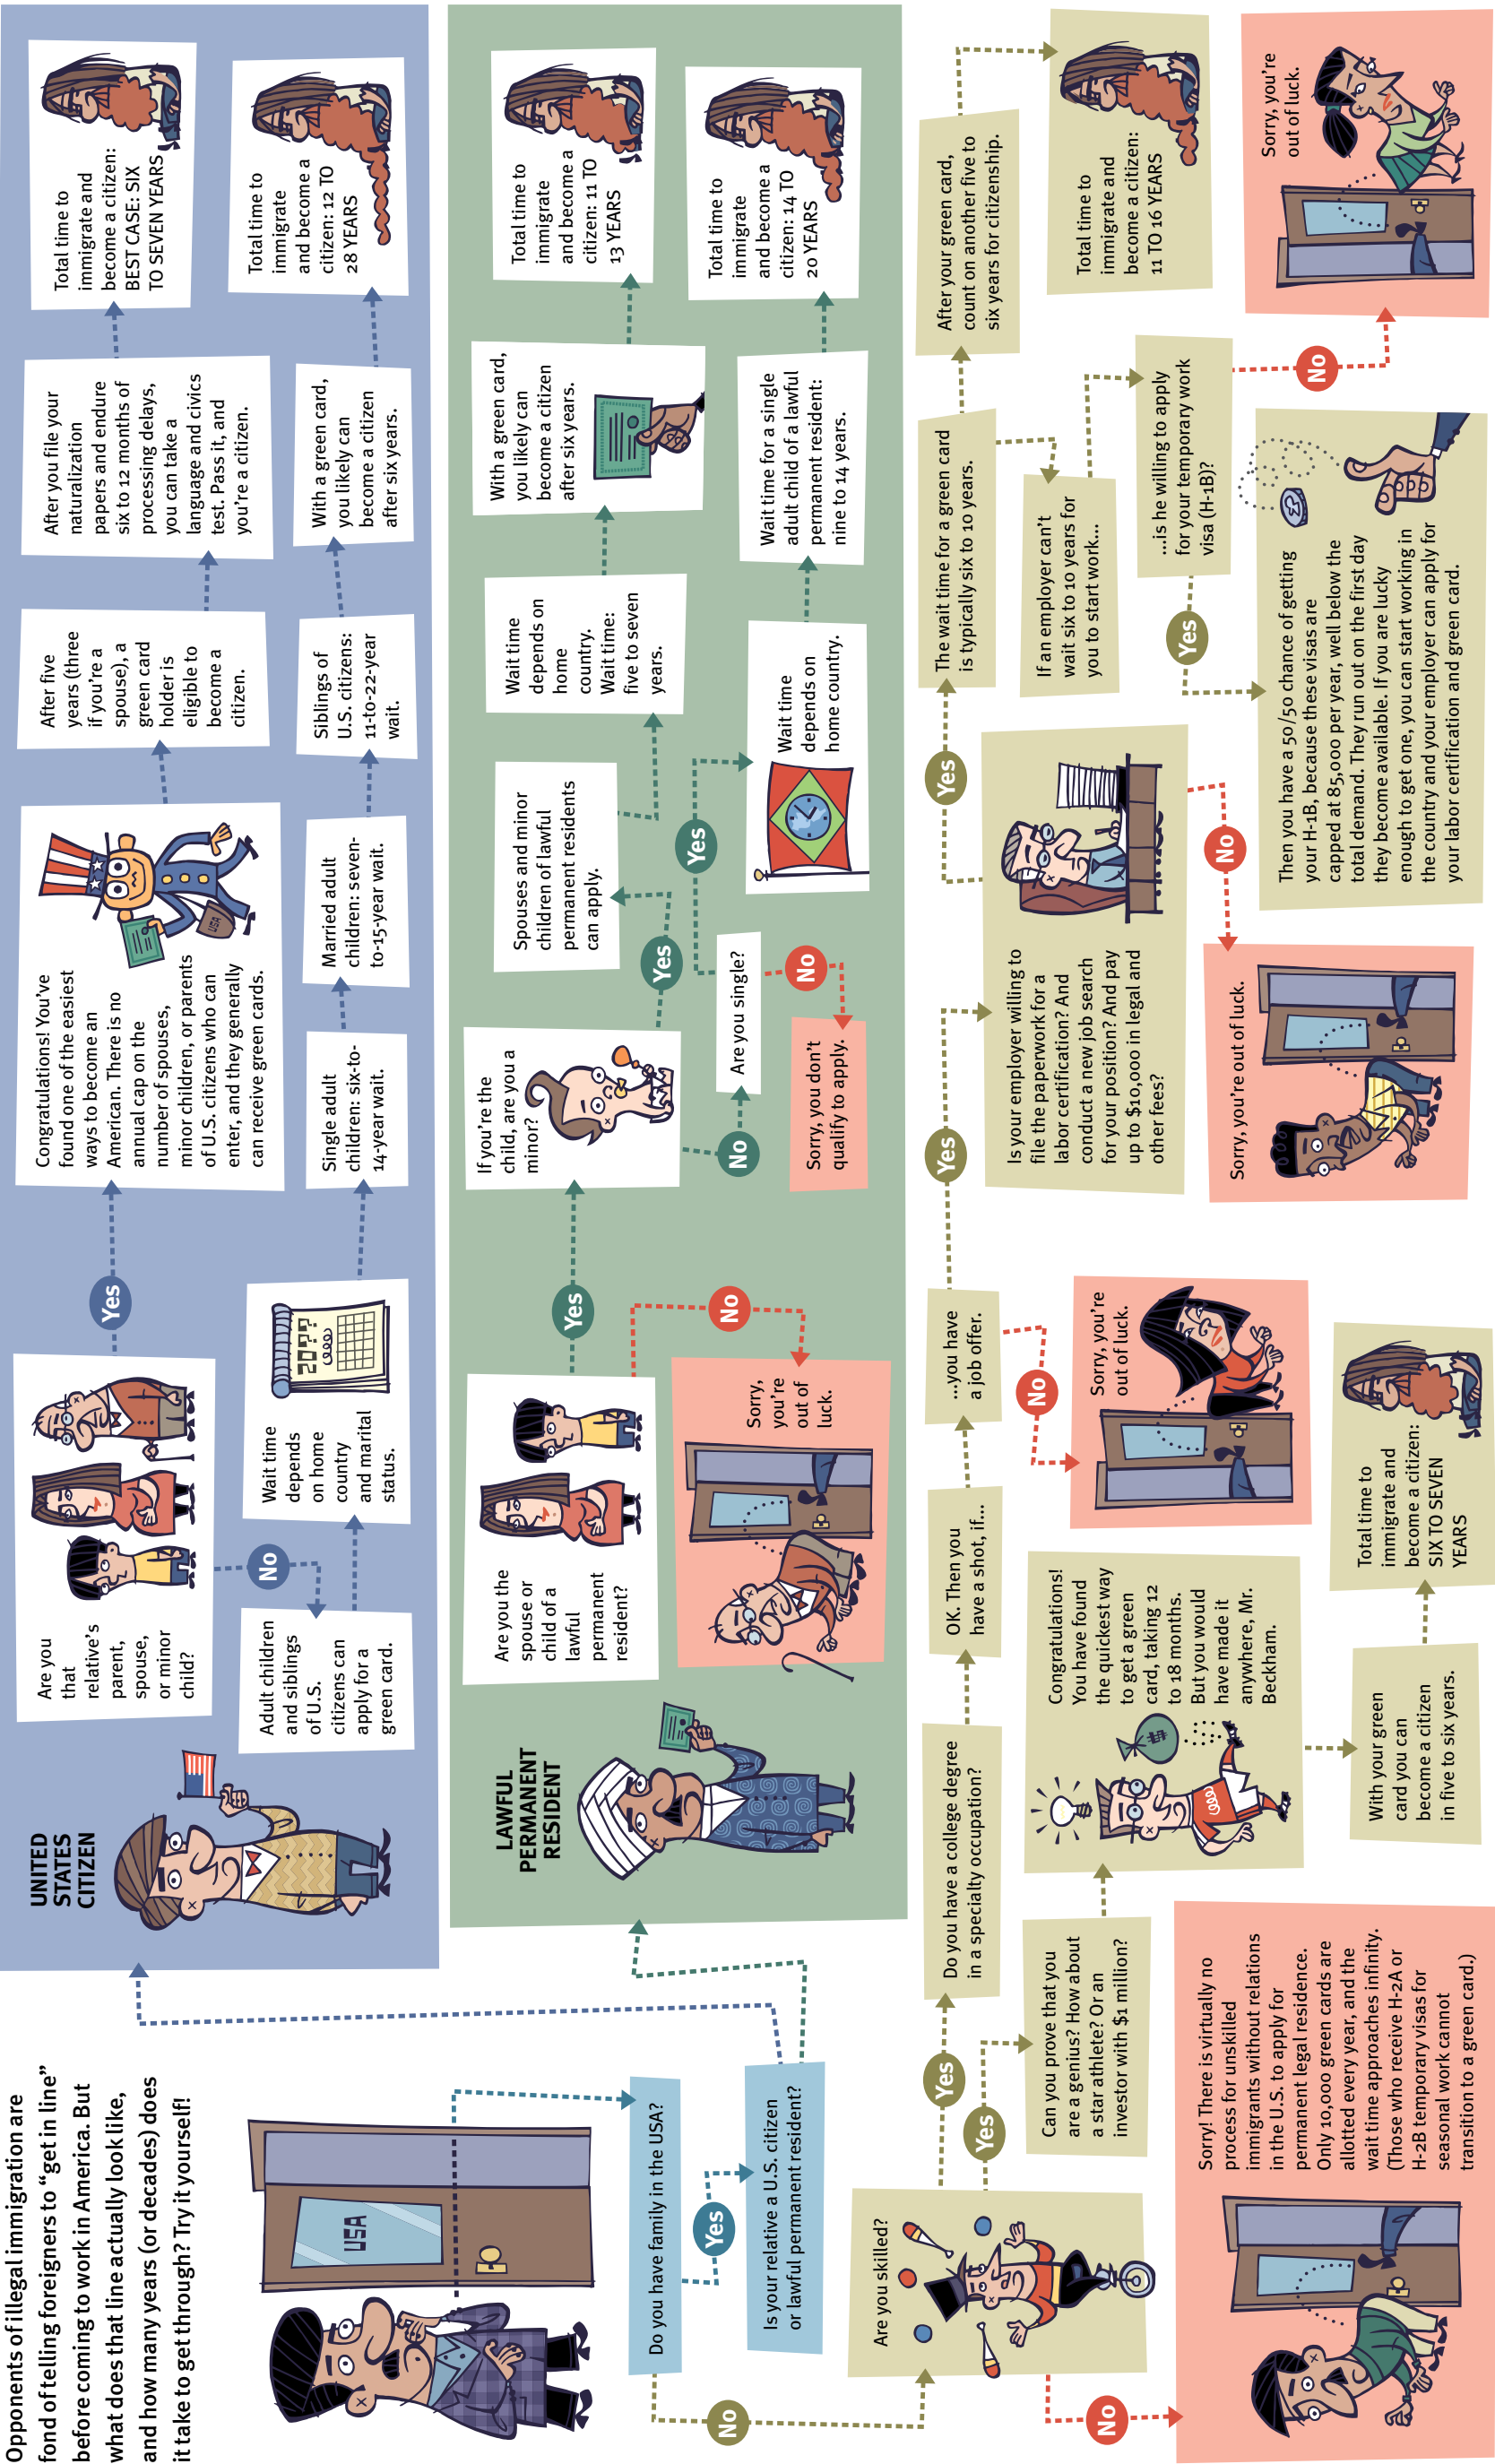 Opponents of illegal immigration are
fond of telling foreigners to “get in line”
before coming to work in America. But
what does that line actually look like,
and how many years (or decades) does
it take to get through? Try it yourself!
USA
Do you have family in the USA?
Yes
No
Is your relative a U.S. citizen
or lawful permanent resident?
UNITED
STATES
CITIZEN
Are you
that
relative’s
parent,
spouse,
or minor
child?
Yes
Congratulations! You’ve
found one of the easiest
ways to become an
American. There is no
annual cap on the
number of spouses,
minor children, or parents
of U.S. citizens who can
enter, and they generally
can receive green cards.
USA
After five
years (three
if you’re a
spouse), a
green card
holder is
eligible to
become a
citizen.
After you file your
naturalization
papers and endure
six to 12 months of
processing delays,
you can take a
language and civics
test. Pass it, and
you’re a citizen.
Total time to
immigrate and
become a citizen:
BEST CASE: SIX
TO SEVEN YEARS
No
Adult children
and siblings
of U.S.
citizens can
apply for a
green card.
Wait time
depends
on home
country
and marital
status.
20??
Single adult
children: six-to-
14-year wait.
Married adult
children: seven-
to-15-year wait.
Siblings of
U.S. citizens:
11-to-22-year
wait.
With a green card,
you likely can
become a citizen
after six years.
Total time to
immigrate
and become a
citizen: 12 TO
28 YEARS
LAWFUL
PERMANENT
RESIDENT
Are you the
spouse or
child of a
lawful
permanent
resident?
Yes
No
Sorry,
you’re
out of
luck.
If you’re the
child, are you a
minor?
Yes
Spouses and minor
children of lawful
permanent residents
can apply.
Wait time
depends on
home
country.
Wait time:
five to seven
years.
With a green card,
you likely can
become a citizen
after six years.
Total time to
immigrate
and become a
citizen: 11 TO
13 YEARS
No
Are you single?
No
Sorry, you don’t
qualify to apply.
Yes
Wait time
depends on
home country.
Wait time for a single
adult child of a lawful
permanent resident:
nine to 14 years.
Total time to
immigrate
and become a
citizen: 14 TO
20 YEARS
Are you skilled?
No
Sorry! There is virtually no
process for unskilled
immigrants without relations
in the U.S. to apply for
permanent legal residence.
Only 10,000 green cards are
allotted every year, and the
wait time approaches infinity.
(Those who receive H-2A or
H-2B temporary visas for
seasonal work cannot
transition to a green card.)
Yes
Can you prove that you
are a genius? How about
a star athlete? Or an
investor with $1 million?
$
Congratulations!
You have found
the quickest way
to get a green
card, taking 12
to 18 months.
But you would
have made it
anywhere, Mr.
Beckham.
With your green
card you can
become a citizen
in five to six years.
Total time to
immigrate and
become a citizen:
SIX TO SEVEN
YEARS
Yes
Do you have a college degree
in a specialty occupation?
OK. Then you
have a shot, if...
...you have
a job offer.
No
Sorry, you’re
out of luck.
Yes
Is your employer willing to
file the paperwork for a
labor certification? And
conduct a new job search
for your position? And pay
up to $10,000 in legal and
other fees?
No
Sorry, you’re out of luck.
Yes
The wait time for a green card
is typically six to 10 years.
After your green card,
count on another five to
six years for citizenship.
Total time to
immigrate and
become a citizen:
11 TO 16 YEARS
If an employer can’t
wait six to 10 years for
you to start work...
...is he willing to apply
for your temporary work
visa (H-1B)?
Yes
Then you have a 50/50 chance of getting
your H-1B, because these visas are
capped at 85,000 per year, well below the
total demand. They run out on the first day
they become available. If you are lucky
enough to get one, you can start working in
the country and your employer can apply for
your labor certification and green card.
No
Sorry, you’re
out of luck.